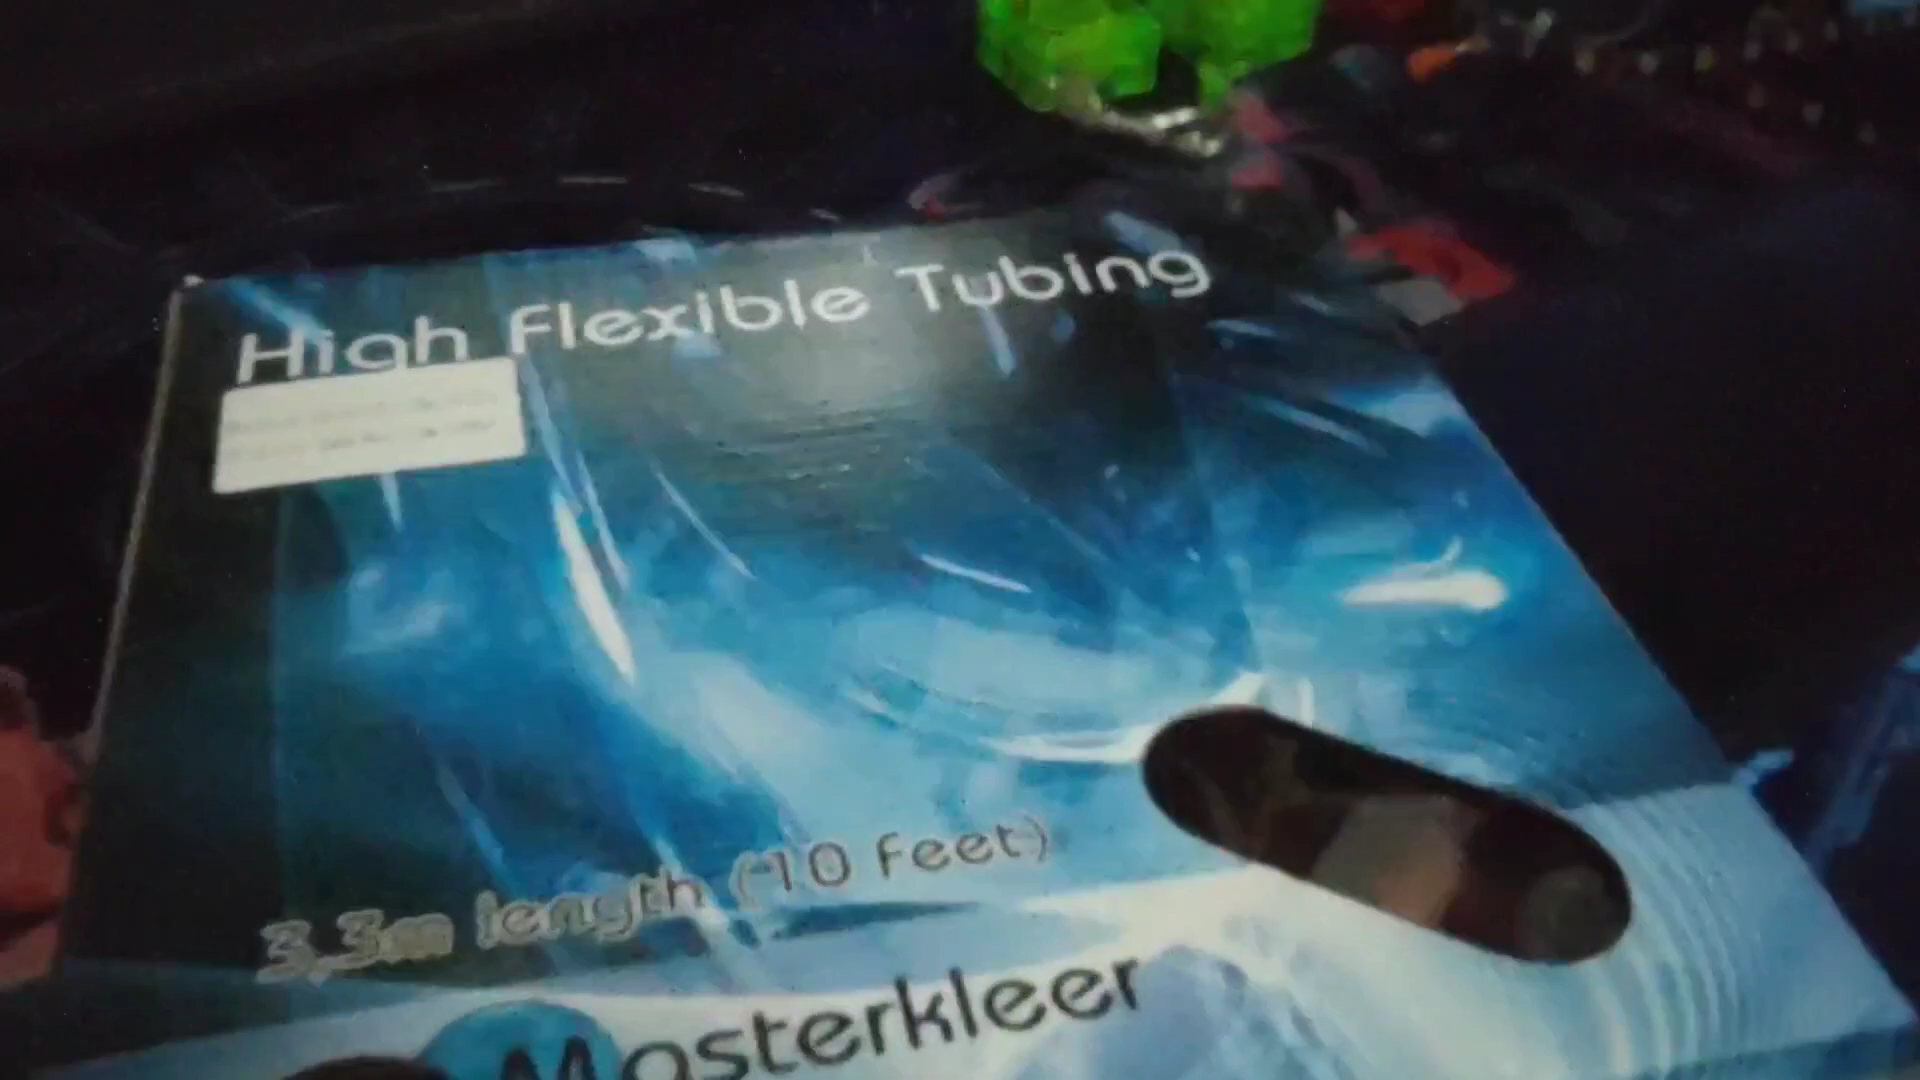 High Flexible Tubing
3,3m length (10 Feet)
Masterkleer